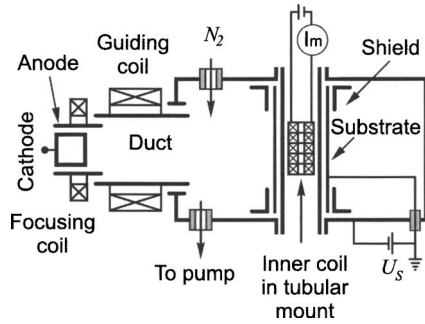 Guiding
coil
N2
Im
Shield
Anode
Cathode
Duct
Substrate
Focusing
coil
To pump
Inner coil
in tubular
mount
US